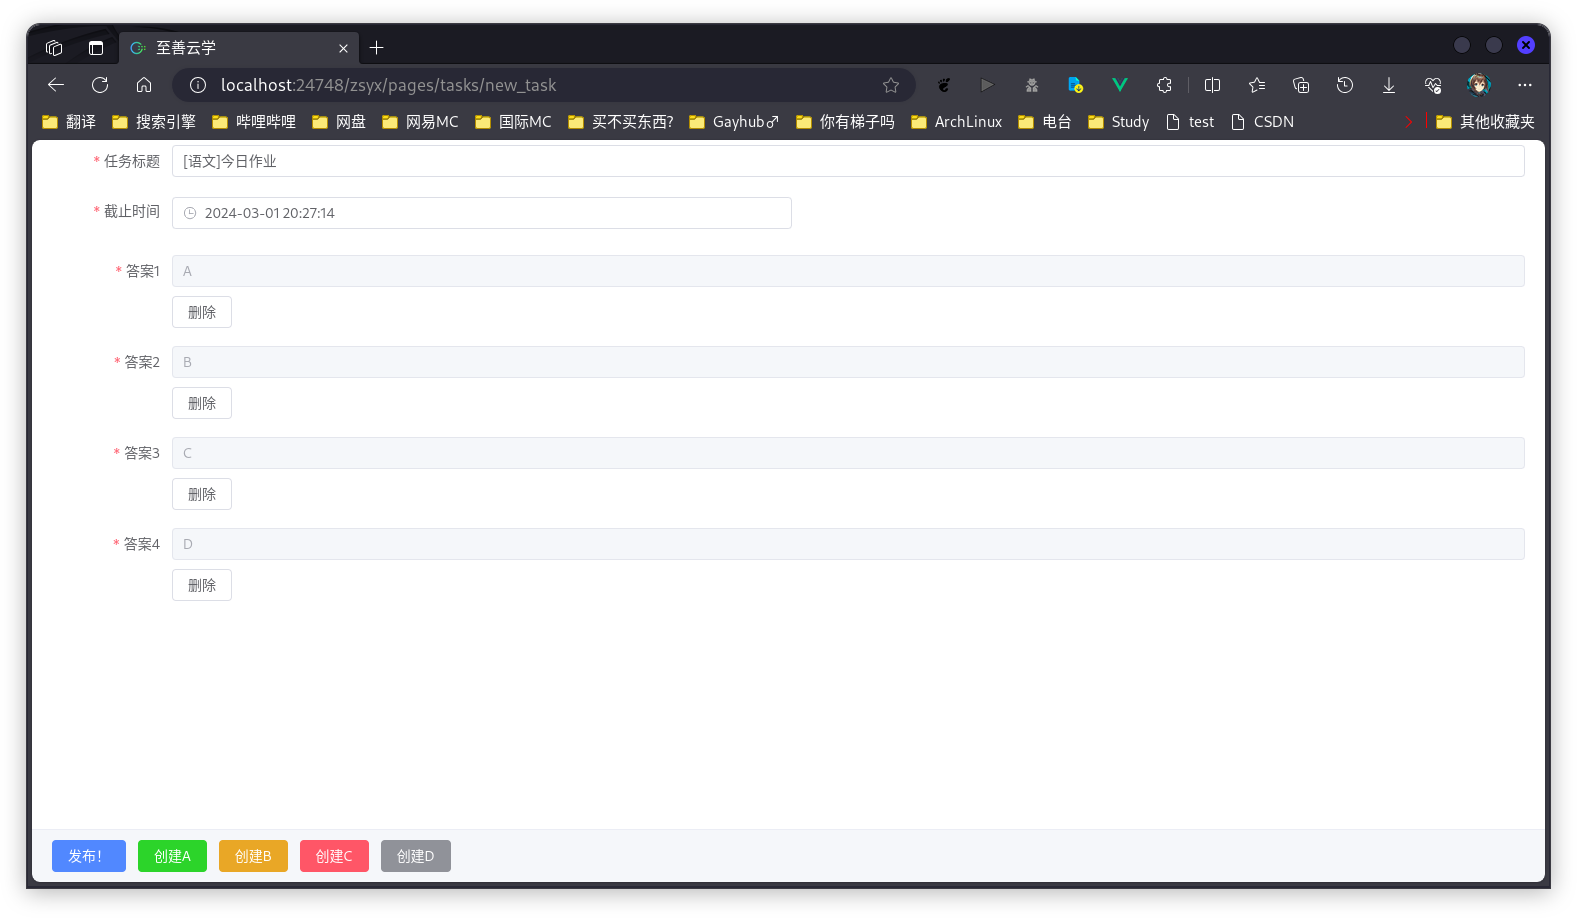 至善云学
localhost:24748/zsyx/pages/tasks/new_task
翻译 搜索引擎 哔哩哔哩 网盘 网易MC 国际MC 买不买东西? Gayhub♂ 你有梯子吗 ArchLinux 电台 Study test CSDN 其他收藏夹
* 任务标题 [语文]今日作业
* 截止时间 2024-03-01 20:27:14
* 答案1 A
删除
* 答案2 B
删除
* 答案3 C
删除
* 答案4 D
删除
发布! 创建A 创建B 创建C 创建D